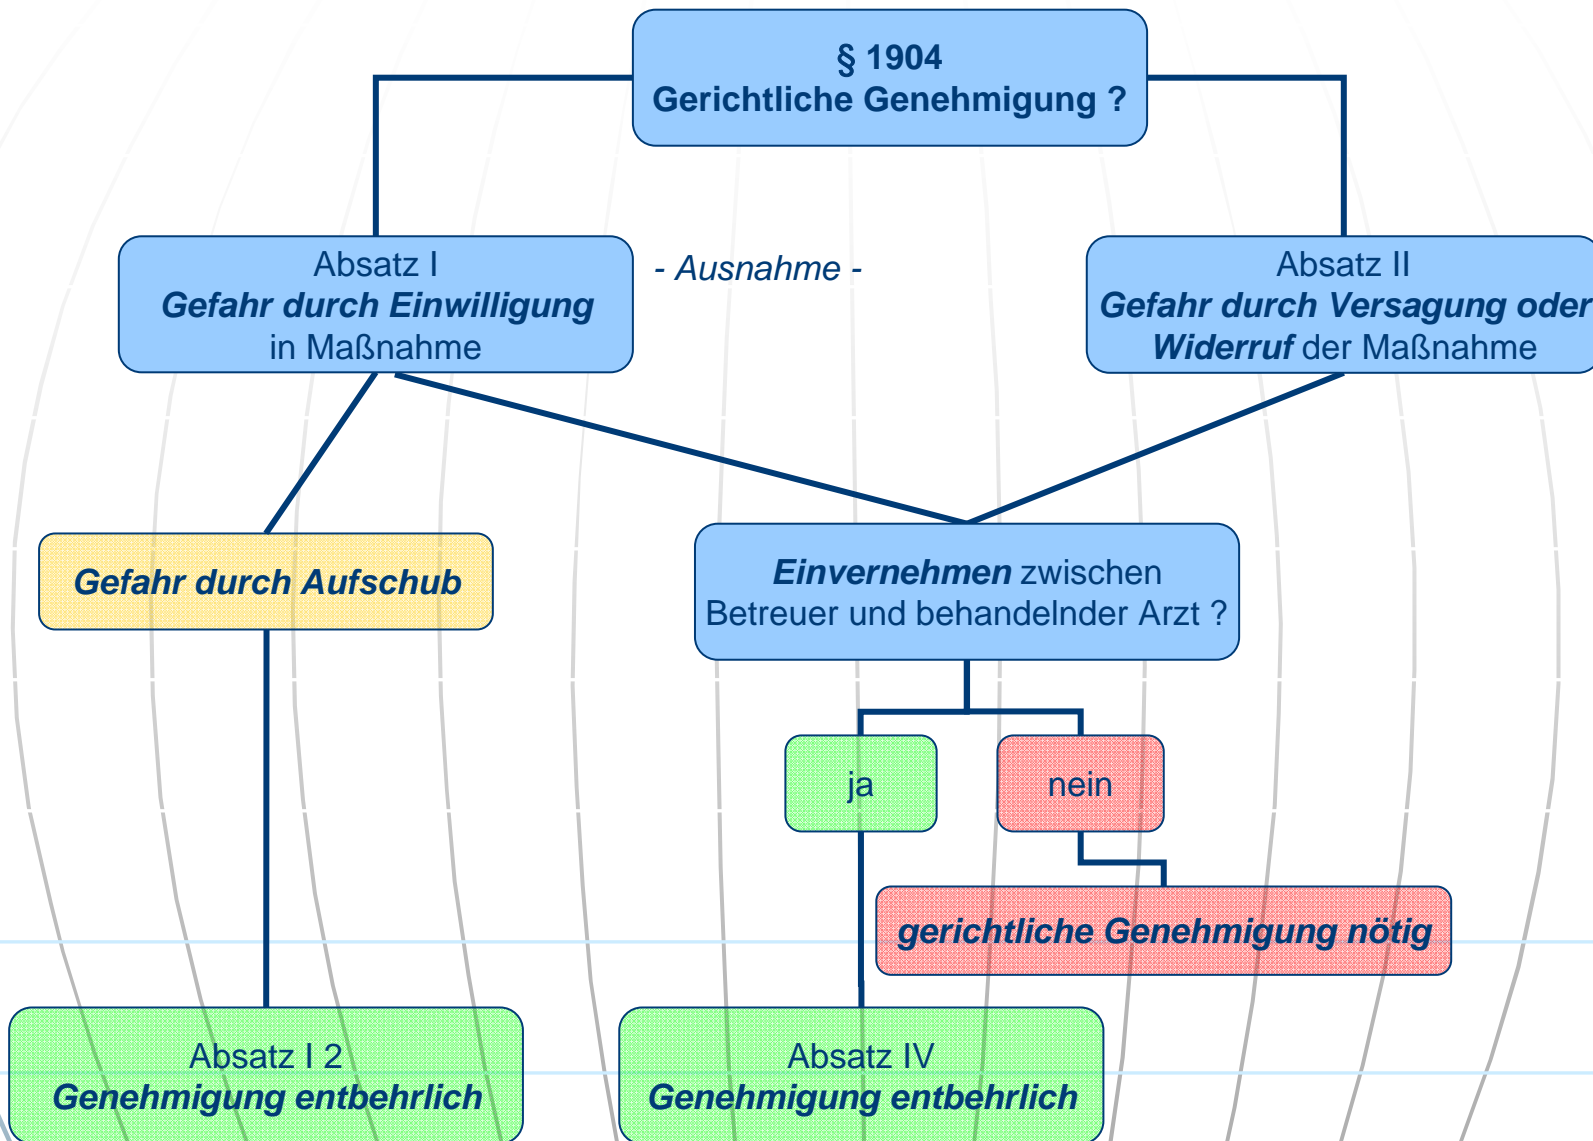 § 1904
Gerichtliche Genehmigung ?
Absatz I
Gefahr durch Einwilligung
in Maßnahme
- Ausnahme -
Absatz II
Gefahr durch Versagung oder
Widerruf der Maßnahme
Gefahr durch Aufschub
Einvernehmen zwischen
Betreuer und behandelnder Arzt ?
ja
nein
gerichtliche Genehmigung nötig
Absatz I 2
Genehmigung entbehrlich
Absatz IV
Genehmigung entbehrlich